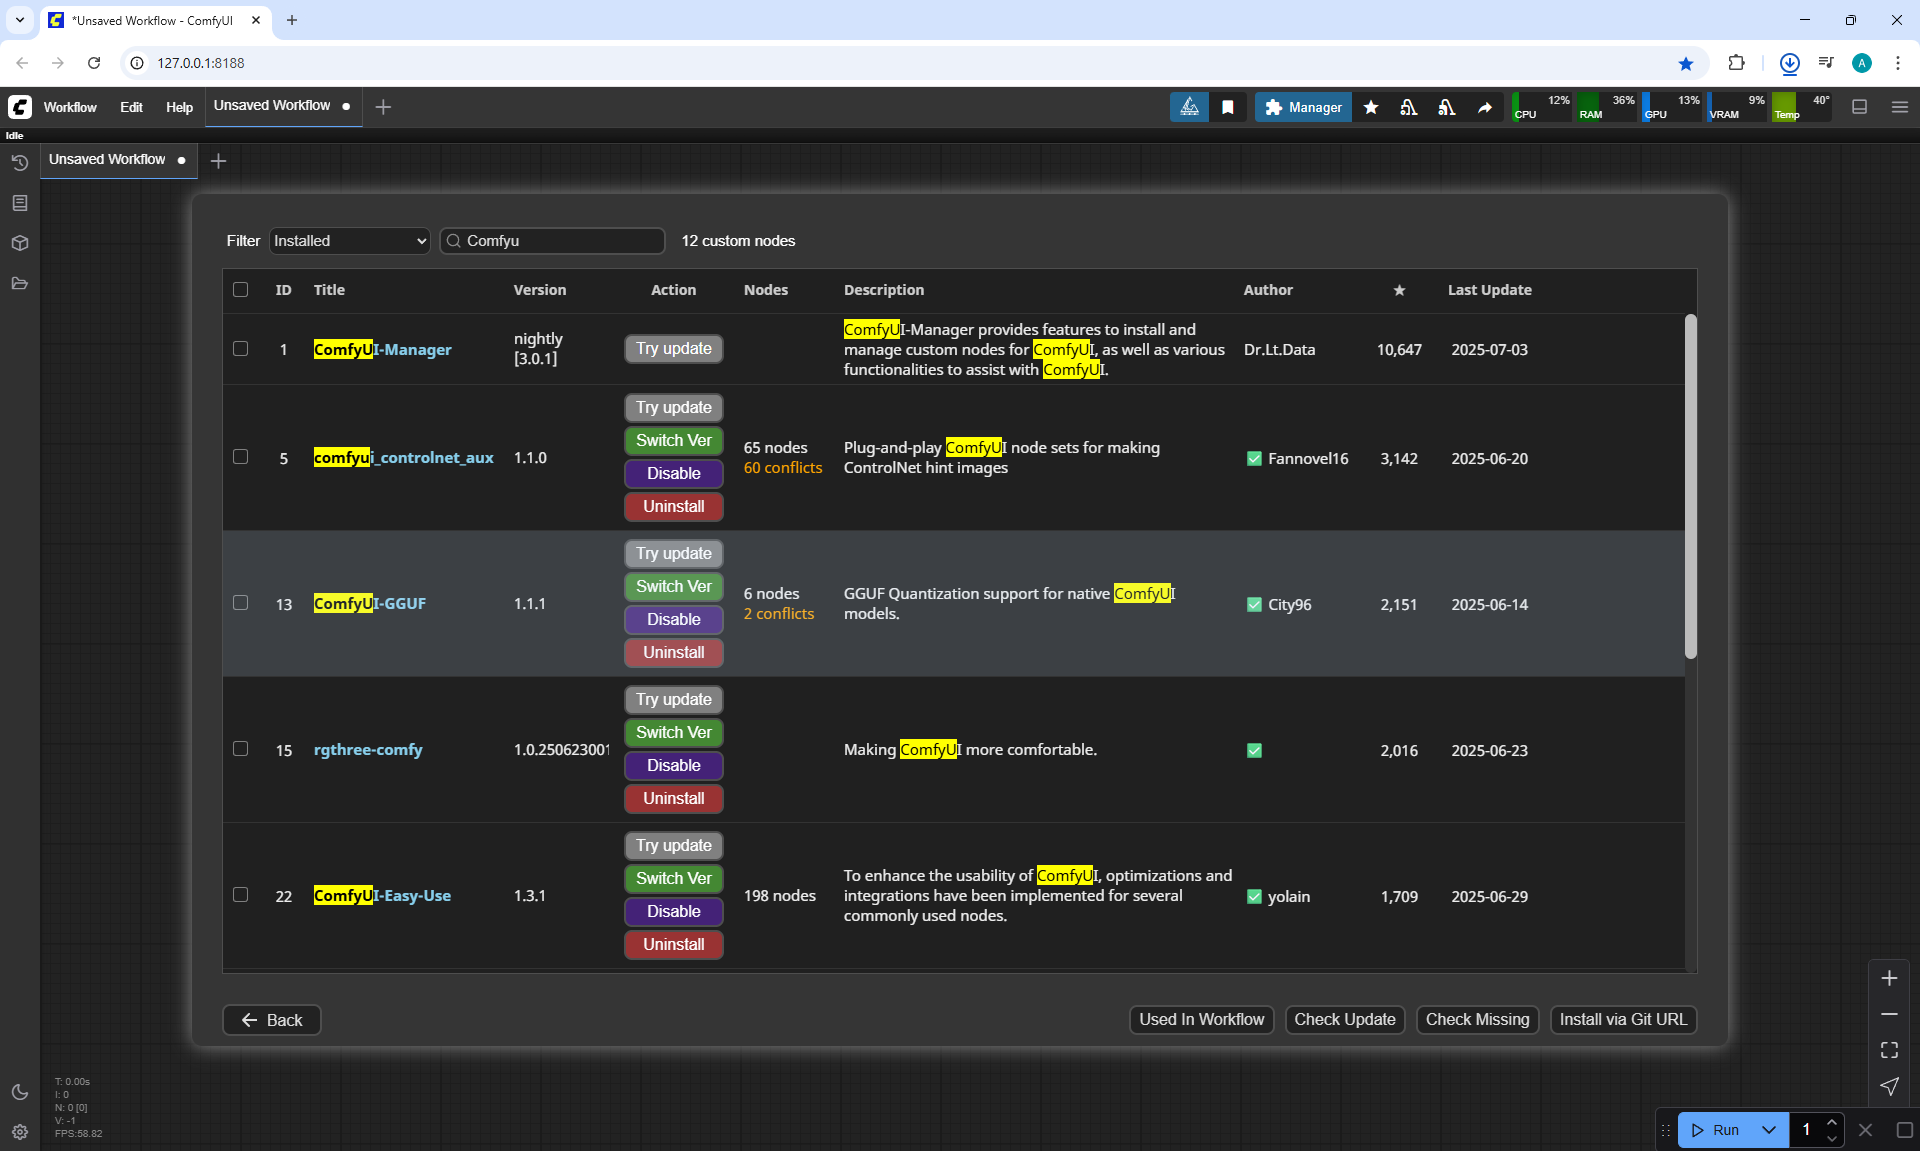 *Unsaved Workflow - ComfyUI
127.0.0.1:8188
A
Workflow Edit Help Unsaved Workflow
Manager
CPU 12% RAM 36% GPU 13% VRAM 9% Temp 40°
Idle
Unsaved Workflow
Filter Installed Comfyu 12 custom nodes
ID Title Version Action Nodes Description Author ★ Last Update
1 ComfyUI-Manager nightly [3.0.1] Try update
ComfyUI-Manager provides features to install and
manage custom nodes for ComfyUI, as well as various
functionalities to assist with ComfyUI.
Dr.Lt.Data 10,647 2025-07-03
5 comfyui_controlnet_aux 1.1.0
Try update
Switch Ver
Disable
Uninstall
65 nodes
60 conflicts
Plug-and-play ComfyUI node sets for making
ControlNet hint images
Fannovel16 3,142 2025-06-20
13 ComfyUI-GGUF 1.1.1
Try update
Switch Ver
Disable
Uninstall
6 nodes
2 conflicts
GGUF Quantization support for native ComfyUI
models.
City96 2,151 2025-06-14
15 rgthree-comfy 1.0.250623001
Try update
Switch Ver
Disable
Uninstall
Making ComfyUI more comfortable.
2,016 2025-06-23
22 ComfyUI-Easy-Use 1.3.1
Try update
Switch Ver
Disable
Uninstall
198 nodes
To enhance the usability of ComfyUI, optimizations and
integrations have been implemented for several
commonly used nodes.
yolain 1,709 2025-06-29
Back
Used In Workflow Check Update Check Missing Install via Git URL
T: 0.00s
I: 0
N: 0 [0]
V: -1
FPS:58.82
Run 1